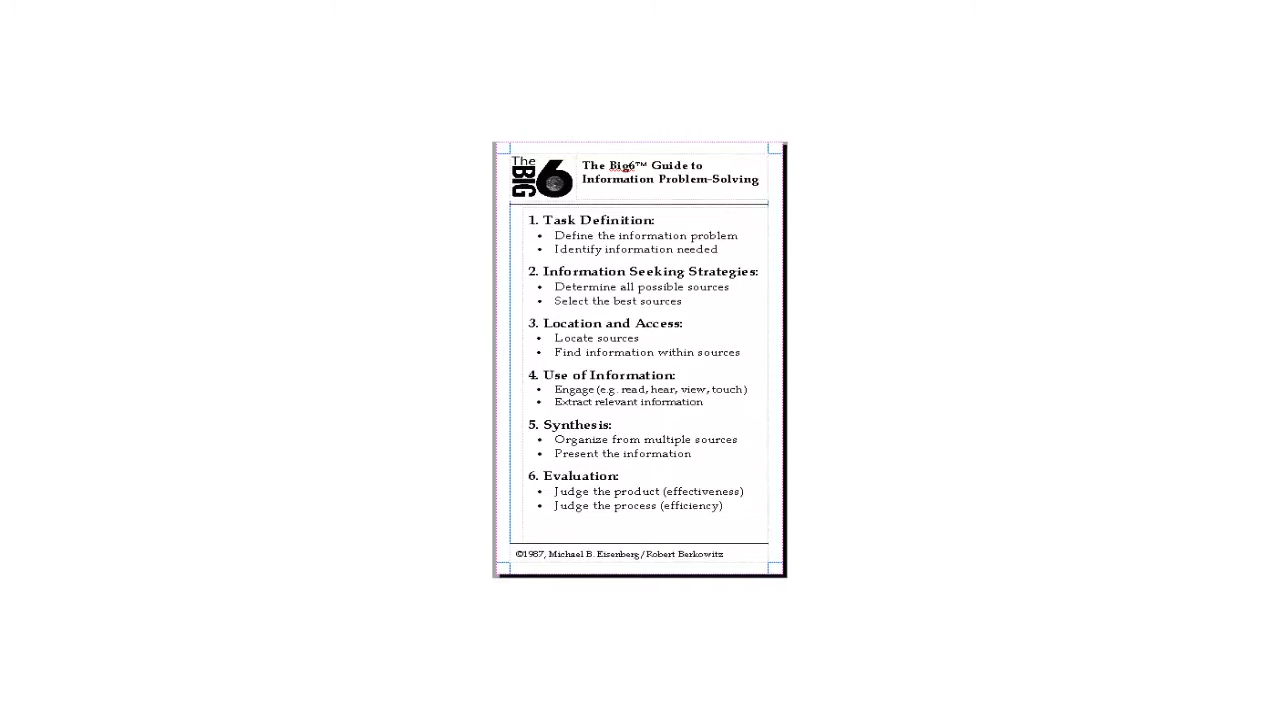 The BIG 6
The Big6™ Guide to
Information Problem-Solving
1. Task Definition:
• Define the information problem
• Identify information needed
2. Information Seeking Strategies:
• Determine all possible sources
• Select the best sources
3. Location and Access:
• Locate sources
• Find information within sources
4. Use of Information:
• Engage (e.g. read, hear, view, touch)
• Extract relevant information
5. Synthesis:
• Organize from multiple sources
• Present the information
6. Evaluation:
• Judge the product (effectiveness)
• Judge the process (efficiency)
©1987, Michael B. Eisenberg/Robert Berkowitz